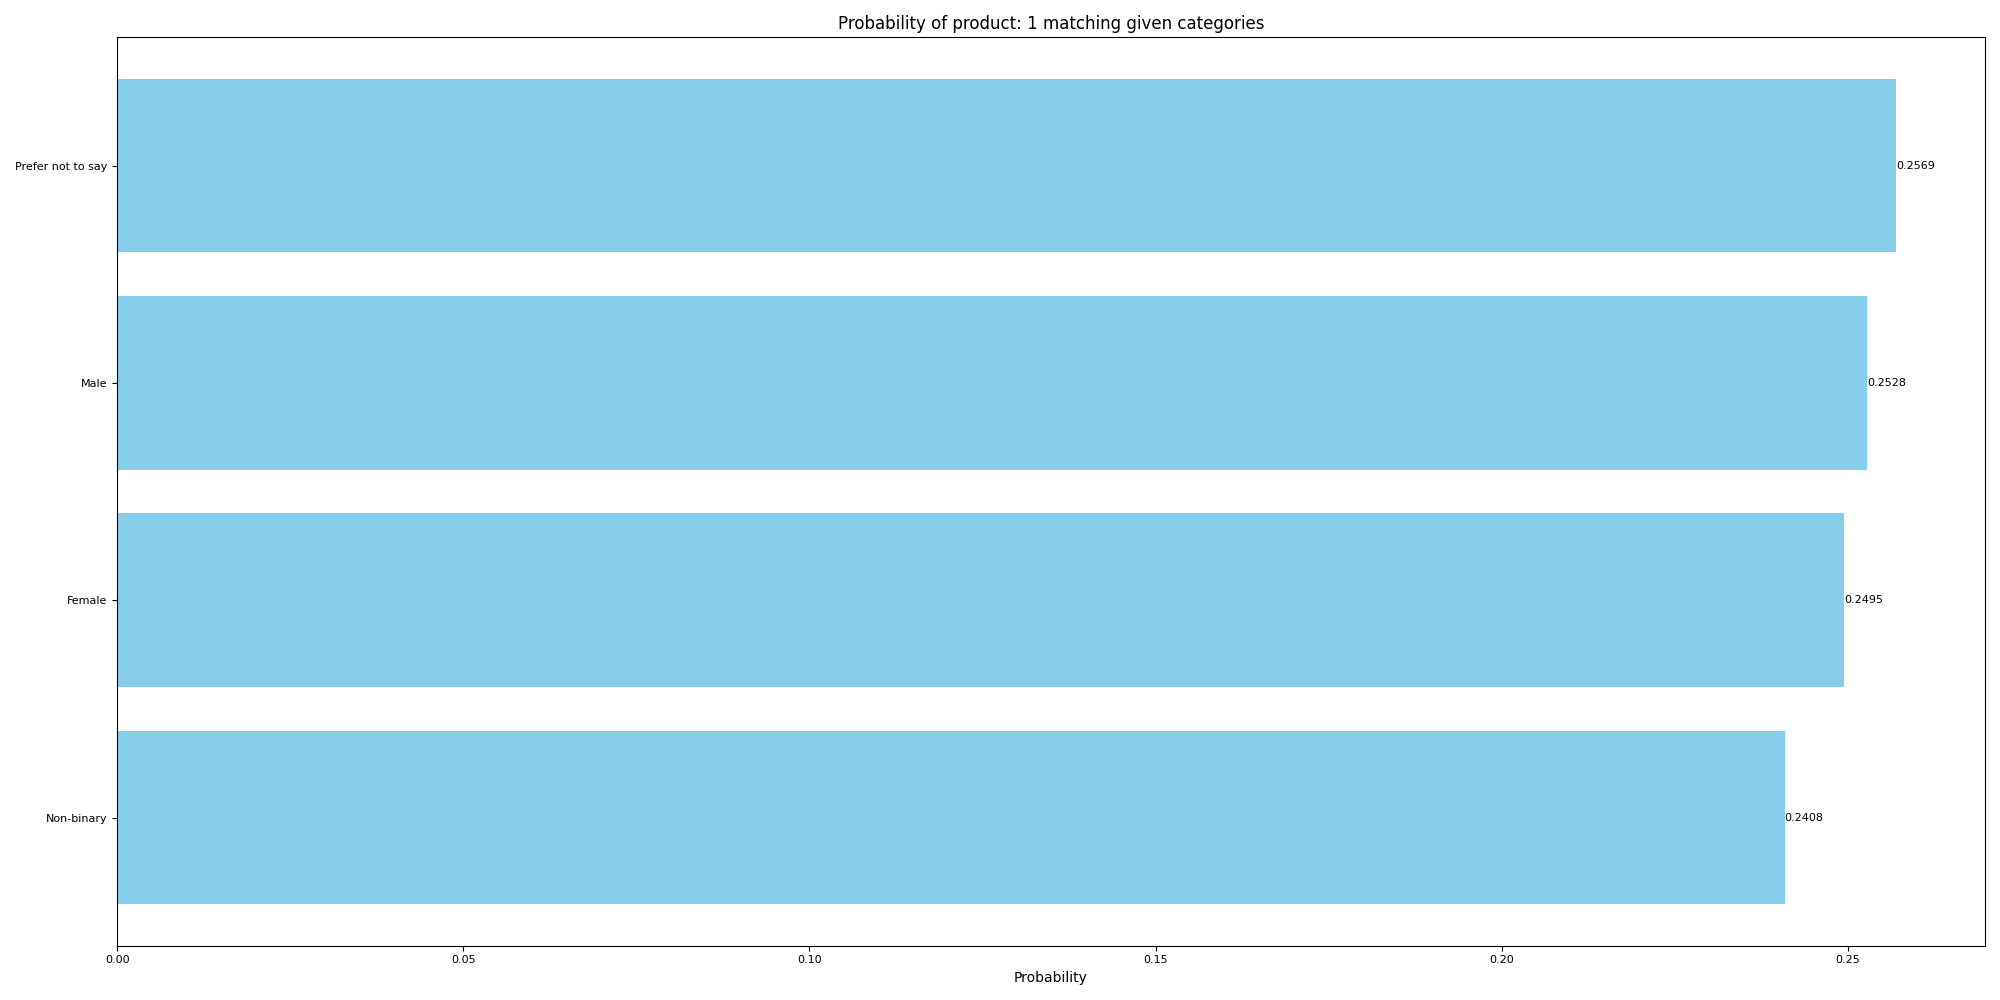 Probability of product: 1 matching given categories
Prefer not to say
0.2569
Male
0.2528
Female
0.2495
Non-binary
0.2408
0.00 0.05 0.10 0.15 0.20 0.25
Probability